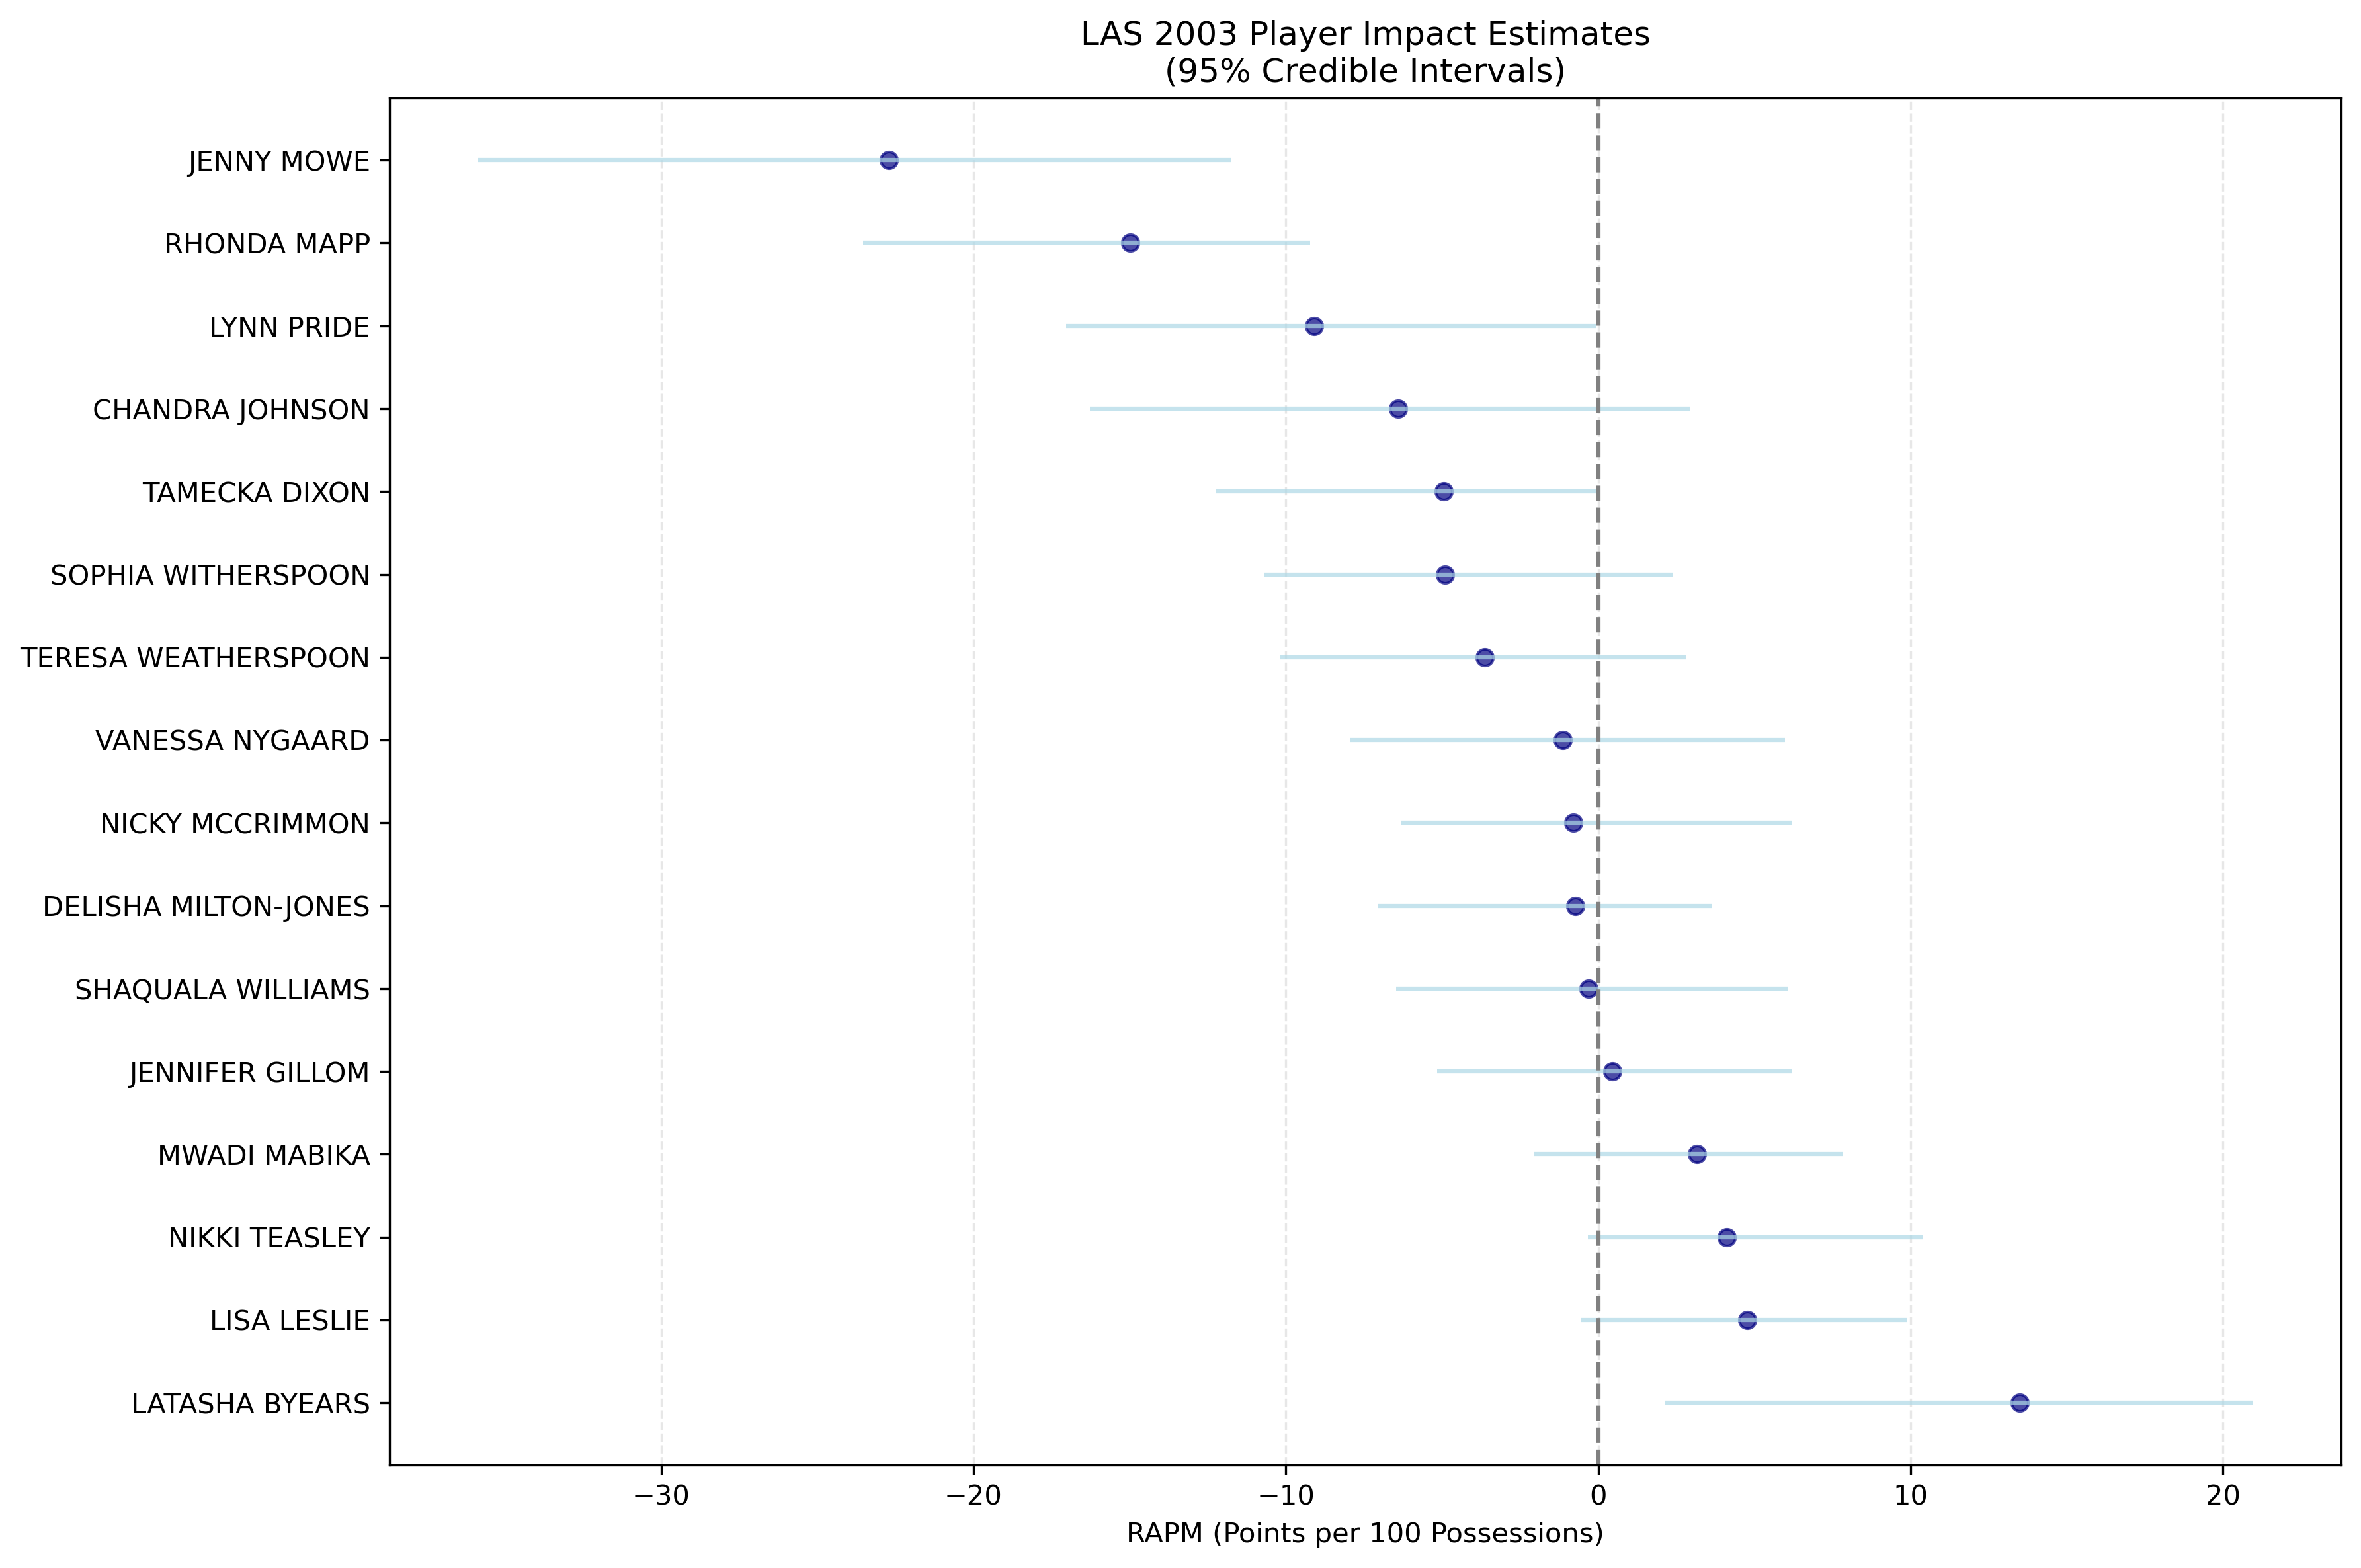 LAS 2003 Player Impact Estimates
(95% Credible Intervals)
JENNY MOWE
RHONDA MAPP
LYNN PRIDE
CHANDRA JOHNSON
TAMECKA DIXON
SOPHIA WITHERSPOON
TERESA WEATHERSPOON
VANESSA NYGAARD
NICKY MCCRIMMON
DELISHA MILTON-JONES
SHAQUALA WILLIAMS
JENNIFER GILLOM
MWADI MABIKA
NIKKI TEASLEY
LISA LESLIE
LATASHA BYEARS
−30 −20 −10 0 10 20
RAPM (Points per 100 Possessions)